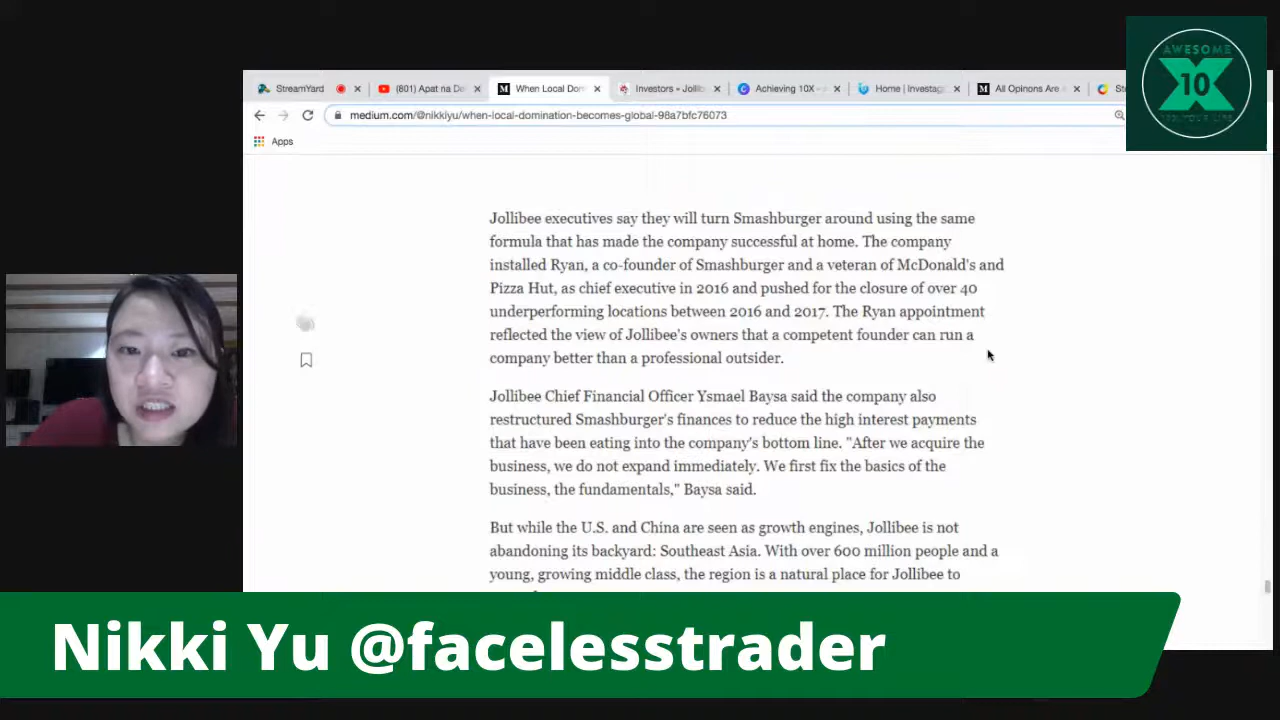 AWESOME
10
StreamYard
(801) Apat na De
When Local Dom
Investors - Jollib
Achieving 10X -
Home | Investag
All Opinons Are
St
medium.com/@nikkiyu/when-local-domination-becomes-global-98a7bfc76073
Apps
Jollibee executives say they will turn Smashburger around using the same
formula that has made the company successful at home. The company
installed Ryan, a co-founder of Smashburger and a veteran of McDonald's and
Pizza Hut, as chief executive in 2016 and pushed for the closure of over 40
underperforming locations between 2016 and 2017. The Ryan appointment
reflected the view of Jollibee's owners that a competent founder can run a
company better than a professional outsider.
Jollibee Chief Financial Officer Ysmael Baysa said the company also
restructured Smashburger's finances to reduce the high interest payments
that have been eating into the company's bottom line. "After we acquire the
business, we do not expand immediately. We first fix the basics of the
business, the fundamentals," Baysa said.
But while the U.S. and China are seen as growth engines, Jollibee is not
abandoning its backyard: Southeast Asia. With over 600 million people and a
young, growing middle class, the region is a natural place for Jollibee to
Nikki Yu @facelesstrader